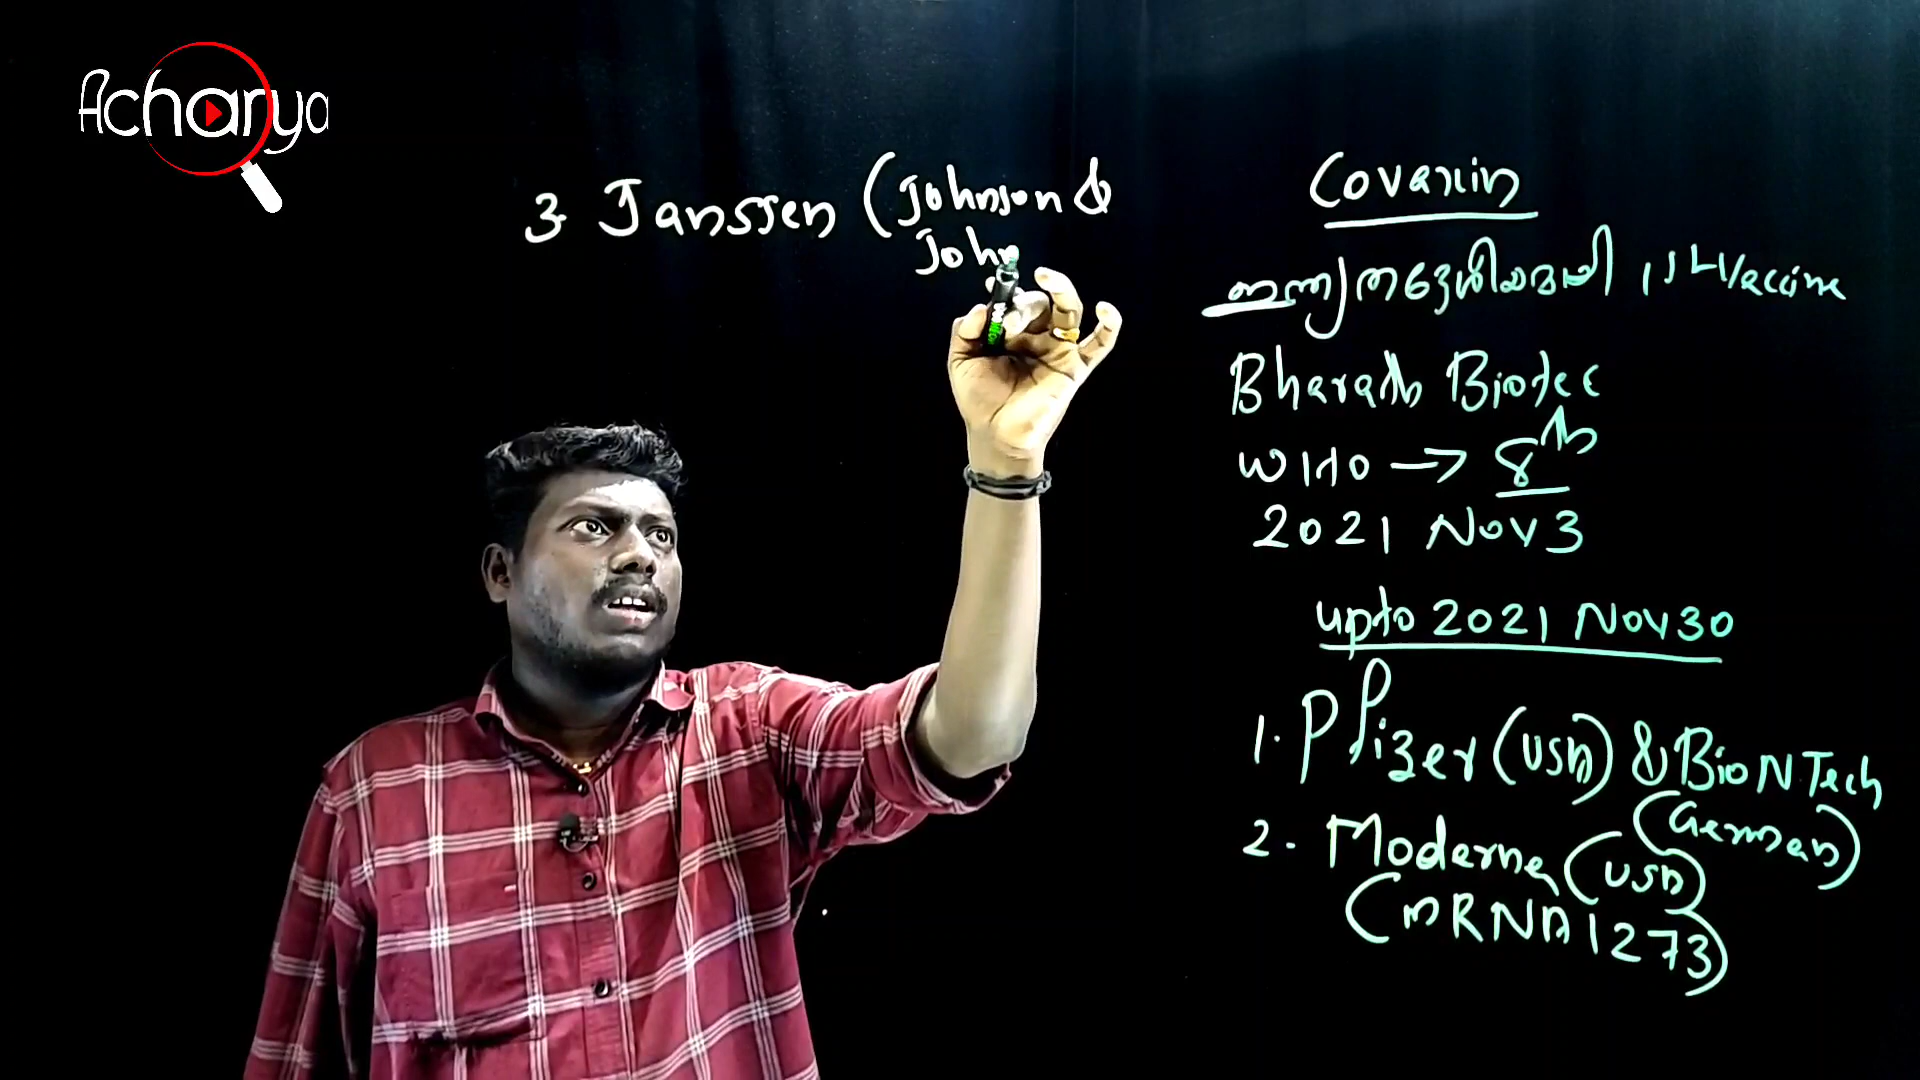 Acharya
3 Janssen (Johnson &
John
Covaxin
ഇന്ത്യ തദ്ദേശീയമായി 1st Vaccine
Bharath Biotec
WHO → 8th
2021 Nov 3
upto 2021 Nov 30
1. Pfizer (USA) & BioNTech
(German)
2. Moderna (USA)
(mRNA 1273)